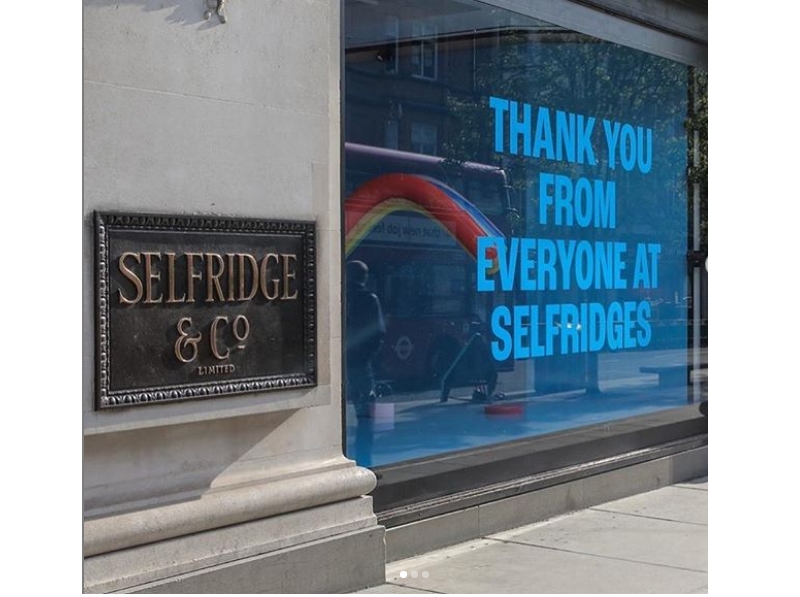 SELFRIDGE
& Cº
LIMITED
THANK YOU
FROM
EVERYONE AT
SELFRIDGES